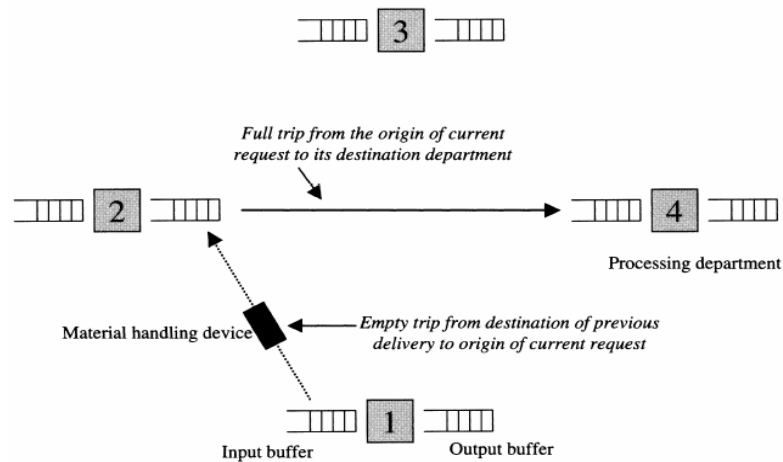 3
Full trip from the origin of current
request to its destination department
2
4
Processing department
Material handling device
Empty trip from destination of previous
delivery to origin of current request
1
Input buffer
Output buffer